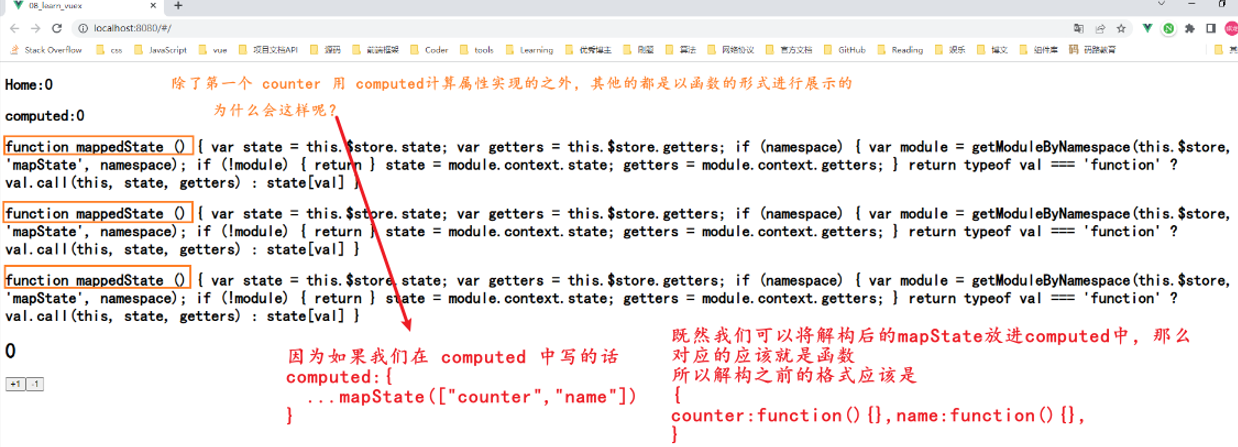 08_learn_vuex
localhost:8080/#/
Stack Overflow css JavaScript vue 项目文档API 源码 前端框架 Coder tools Learning 优秀博主 刷题 算法 网络协议 官方文档 GitHub Reading 娱乐 博文 组件库 码路教育
Home:0
除了第一个 counter 用 computed计算属性实现的之外，其他的都是以函数的形式进行展示的
为什么会这样呢?
computed:0
function mappedState () { var state = this.$store.state; var getters = this.$store.getters; if (namespace) { var module = getModuleByNamespace(this.$store,
'mapState', namespace); if (!module) { return } state = module.context.state; getters = module.context.getters; } return typeof val === 'function' ?
val.call(this, state, getters) : state[val] }
function mappedState () { var state = this.$store.state; var getters = this.$store.getters; if (namespace) { var module = getModuleByNamespace(this.$store,
'mapState', namespace); if (!module) { return } state = module.context.state; getters = module.context.getters; } return typeof val === 'function' ?
val.call(this, state, getters) : state[val] }
function mappedState () { var state = this.$store.state; var getters = this.$store.getters; if (namespace) { var module = getModuleByNamespace(this.$store,
'mapState', namespace); if (!module) { return } state = module.context.state; getters = module.context.getters; } return typeof val === 'function' ?
val.call(this, state, getters) : state[val] }
0
+1 -1
因为如果我们在 computed 中写的话
computed:{
...mapState(["counter","name"])
}
既然我们可以将解构后的mapState放进computed中，那么
对应的应该就是函数
所以解构之前的格式应该是
{
counter:function(){},name:function(){},
}